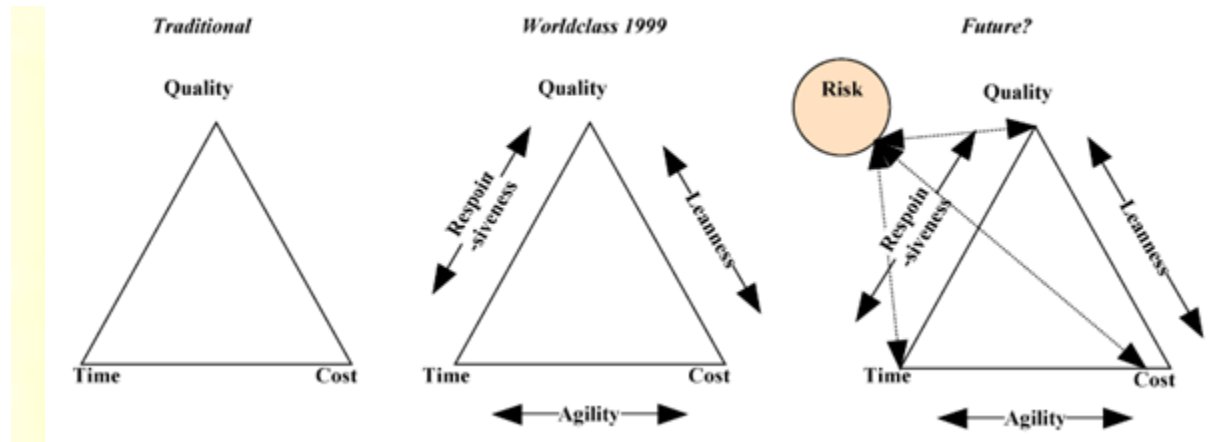 Traditional
Worldclass 1999
Future?
Quality
Respoin
-siveness
Leanness
Time
Cost
Agility
Quality
Time
Cost
Risk
Quality
Respoin
-siveness
Leanness
Time
Cost
Agility